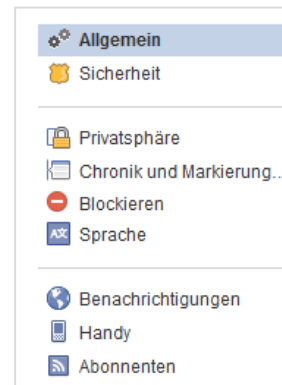 Allgemein
Sicherheit
Privatsphäre
Chronik und Markierung..
Blockieren
Sprache
Benachrichtigungen
Handy
Abonnenten